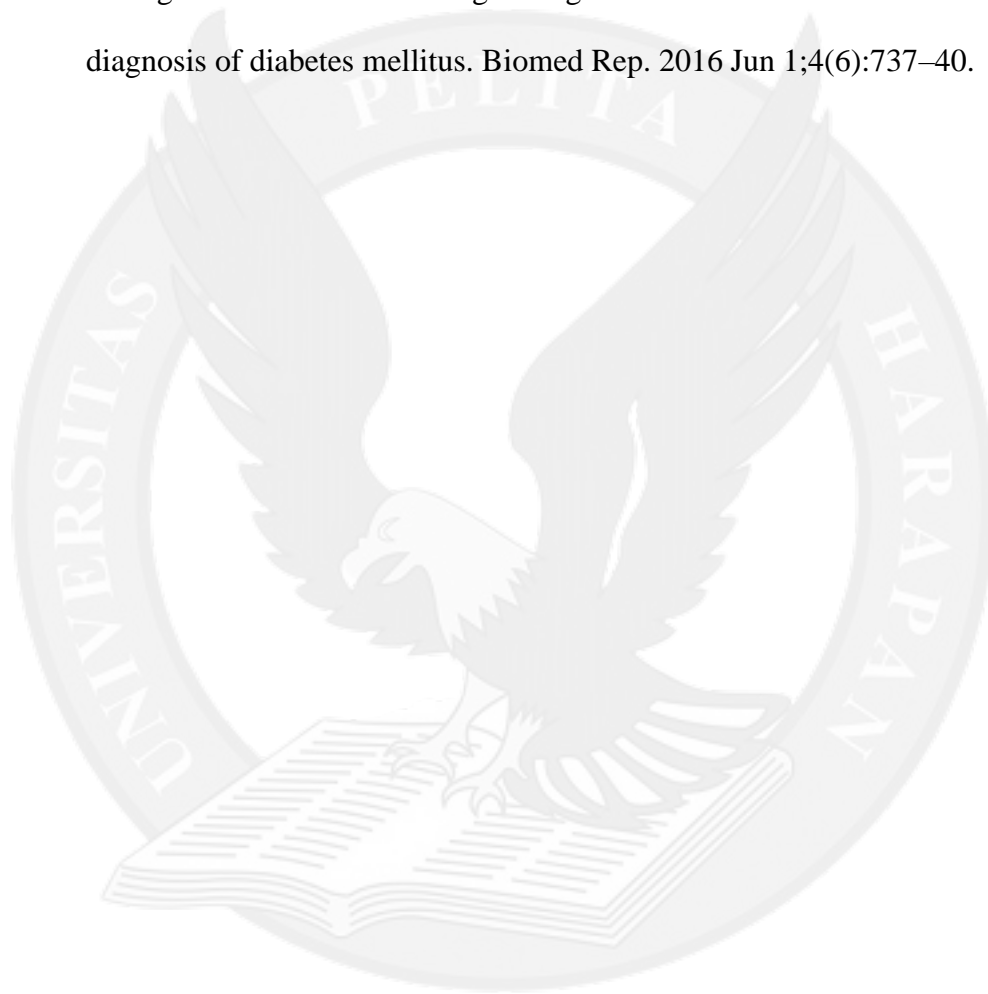 diagnosis of diabetes mellitus. Biomed Rep. 2016 Jun 1;4(6):737–40.
UNIVERSITAS PELITA HARAPAN